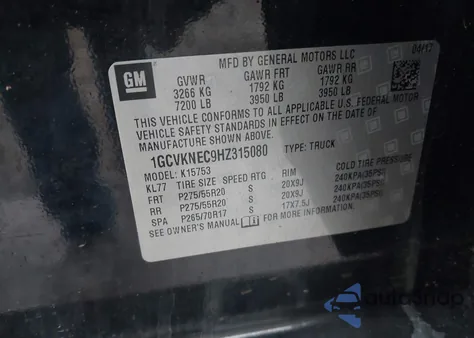 MFD BY GENERAL MOTORS LLC
04/17
GM
GVWR GAWR FRT GAWR RR
3266 KG 1792 KG 1792 KG
7200 LB 3950 LB 3950 LB
THIS VEHICLE CONFORMS TO ALL APPLICABLE U.S. FEDERAL MOTOR
VEHICLE SAFETY STANDARDS IN EFFECT ON THE DATE OF
MANUFACTURE SHOWN ABOVE.
1GCVKNEC9HZ315080 TYPE: TRUCK
MODEL: K15753
KL77 TIRE SIZE SPEED RTG RIM COLD TIRE PRESSURE
FRT P275/55R20 S 20X9J 240KPA(35PSI)
RR P275/55R20 S 20X9J 240KPA(35PSI)
SPA P265/70R17 S 17X7.5J 240KPA(35PSI)
SEE OWNER'S MANUAL FOR MORE INFORMATION.
autosnap